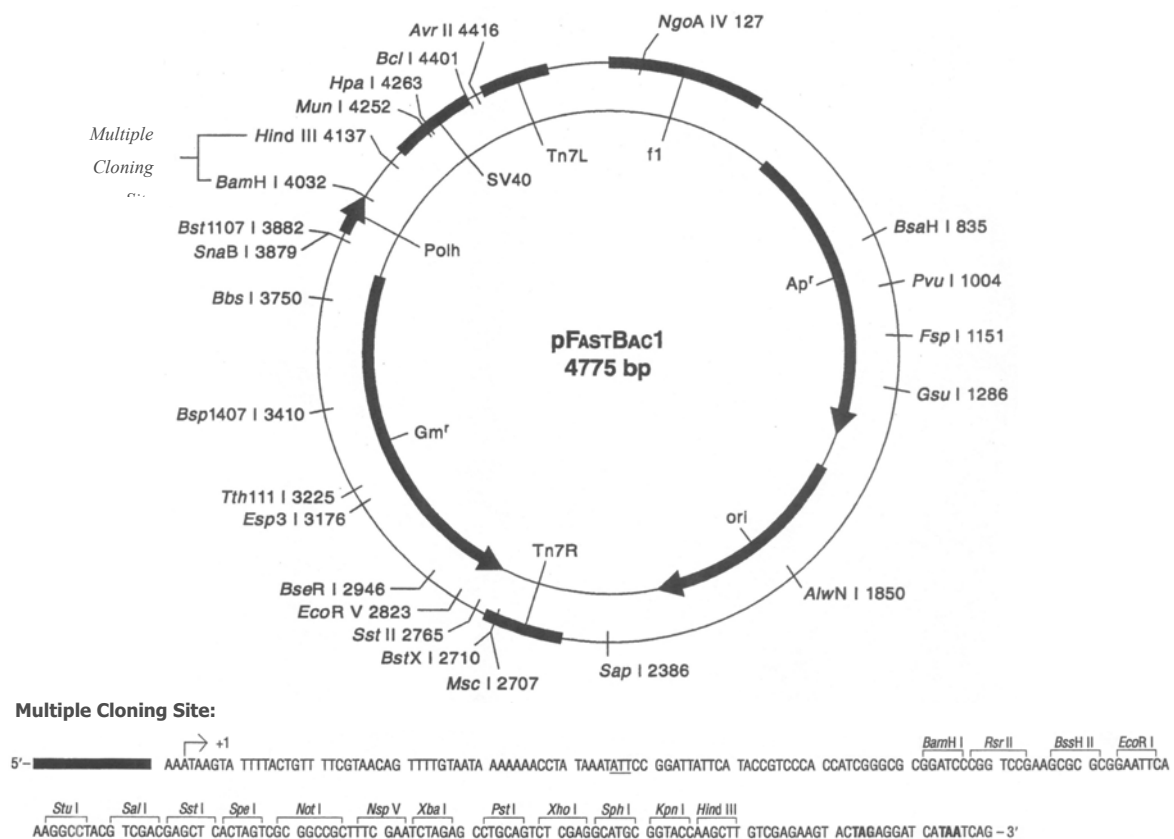 Avr II 4416
NgoA IV 127
Bcl I 4401
Hpa I 4263
Mun I 4252
Multiple
Hind III 4137
Cloning
BamH I 4032
Tn7L
f1
SV40
Bst1107 I 3882
SnaB I 3879
Polh
BsaH I 835
Bbs I 3750
Apʳ
Pvu I 1004
pFASTBAC1
4775 bp
Fsp I 1151
Gsu I 1286
Bsp1407 I 3410
Gmʳ
Tth111 I 3225
Esp3 I 3176
ori
Tn7R
BseR I 2946
EcoR V 2823
AlwN I 1850
Sst II 2765
BstX I 2710
Sap I 2386
Msc I 2707
Multiple Cloning Site:
+1 BamH I Rsr II BssH II EcoR I
5′– AAATAAGTA TTTTACTGTT TTCGTAACAG TTTTGTAATA AAAAAACCTA TAAATATTCC GGATTATTCA TACCGTCCCA CCATCGGGCG CGGATCCCGG TCCGAAGCGC GCGGAATTCA
Stu I Sal I Sst I Spe I Not I Nsp V Xba I Pst I Xho I Sph I Kpn I Hind III
AAGGCCTACG TCGACGAGCTC ACTAGTCGC GGCCGCTTTC GAATCTAGAG CCTGCAGTCT CGAGGCATGC GGTACCAAGCTT GTCGAGAAGT ACTAGAGGAT CATAATCAG –3′